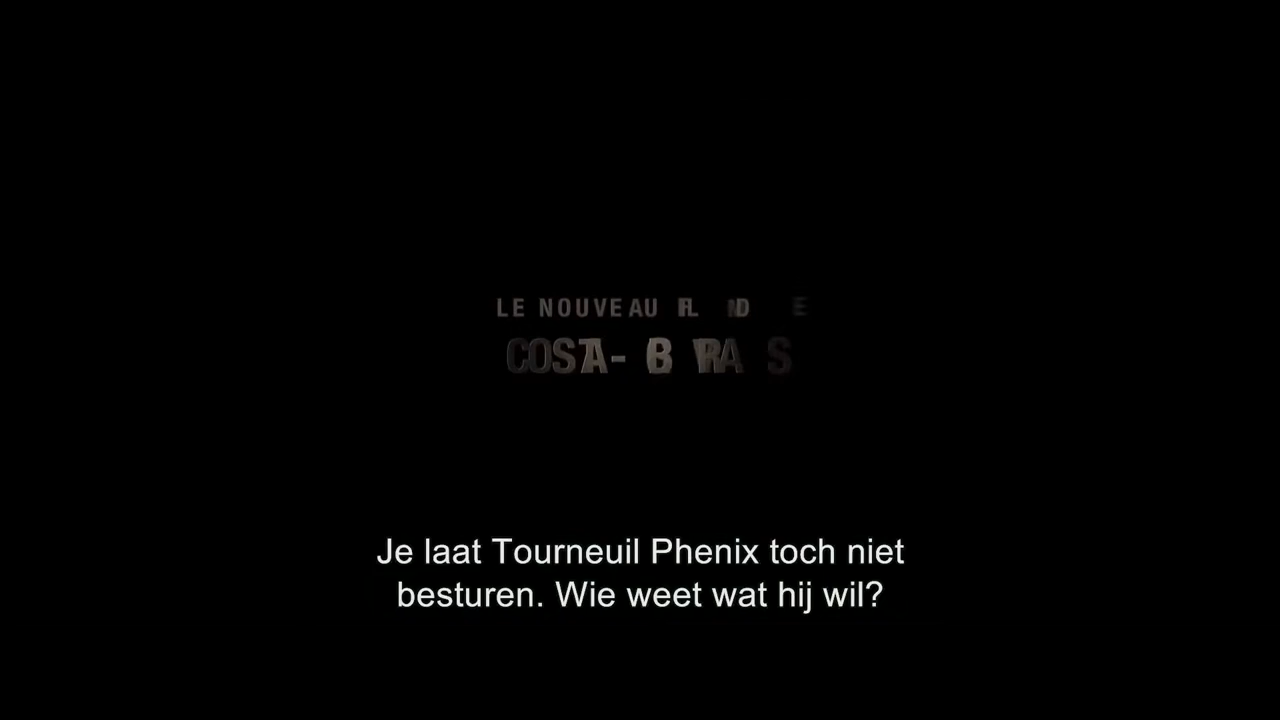 LE NOUVEAU
Je laat Tourneuil Phenix toch niet
besturen. Wie weet wat hij wil?